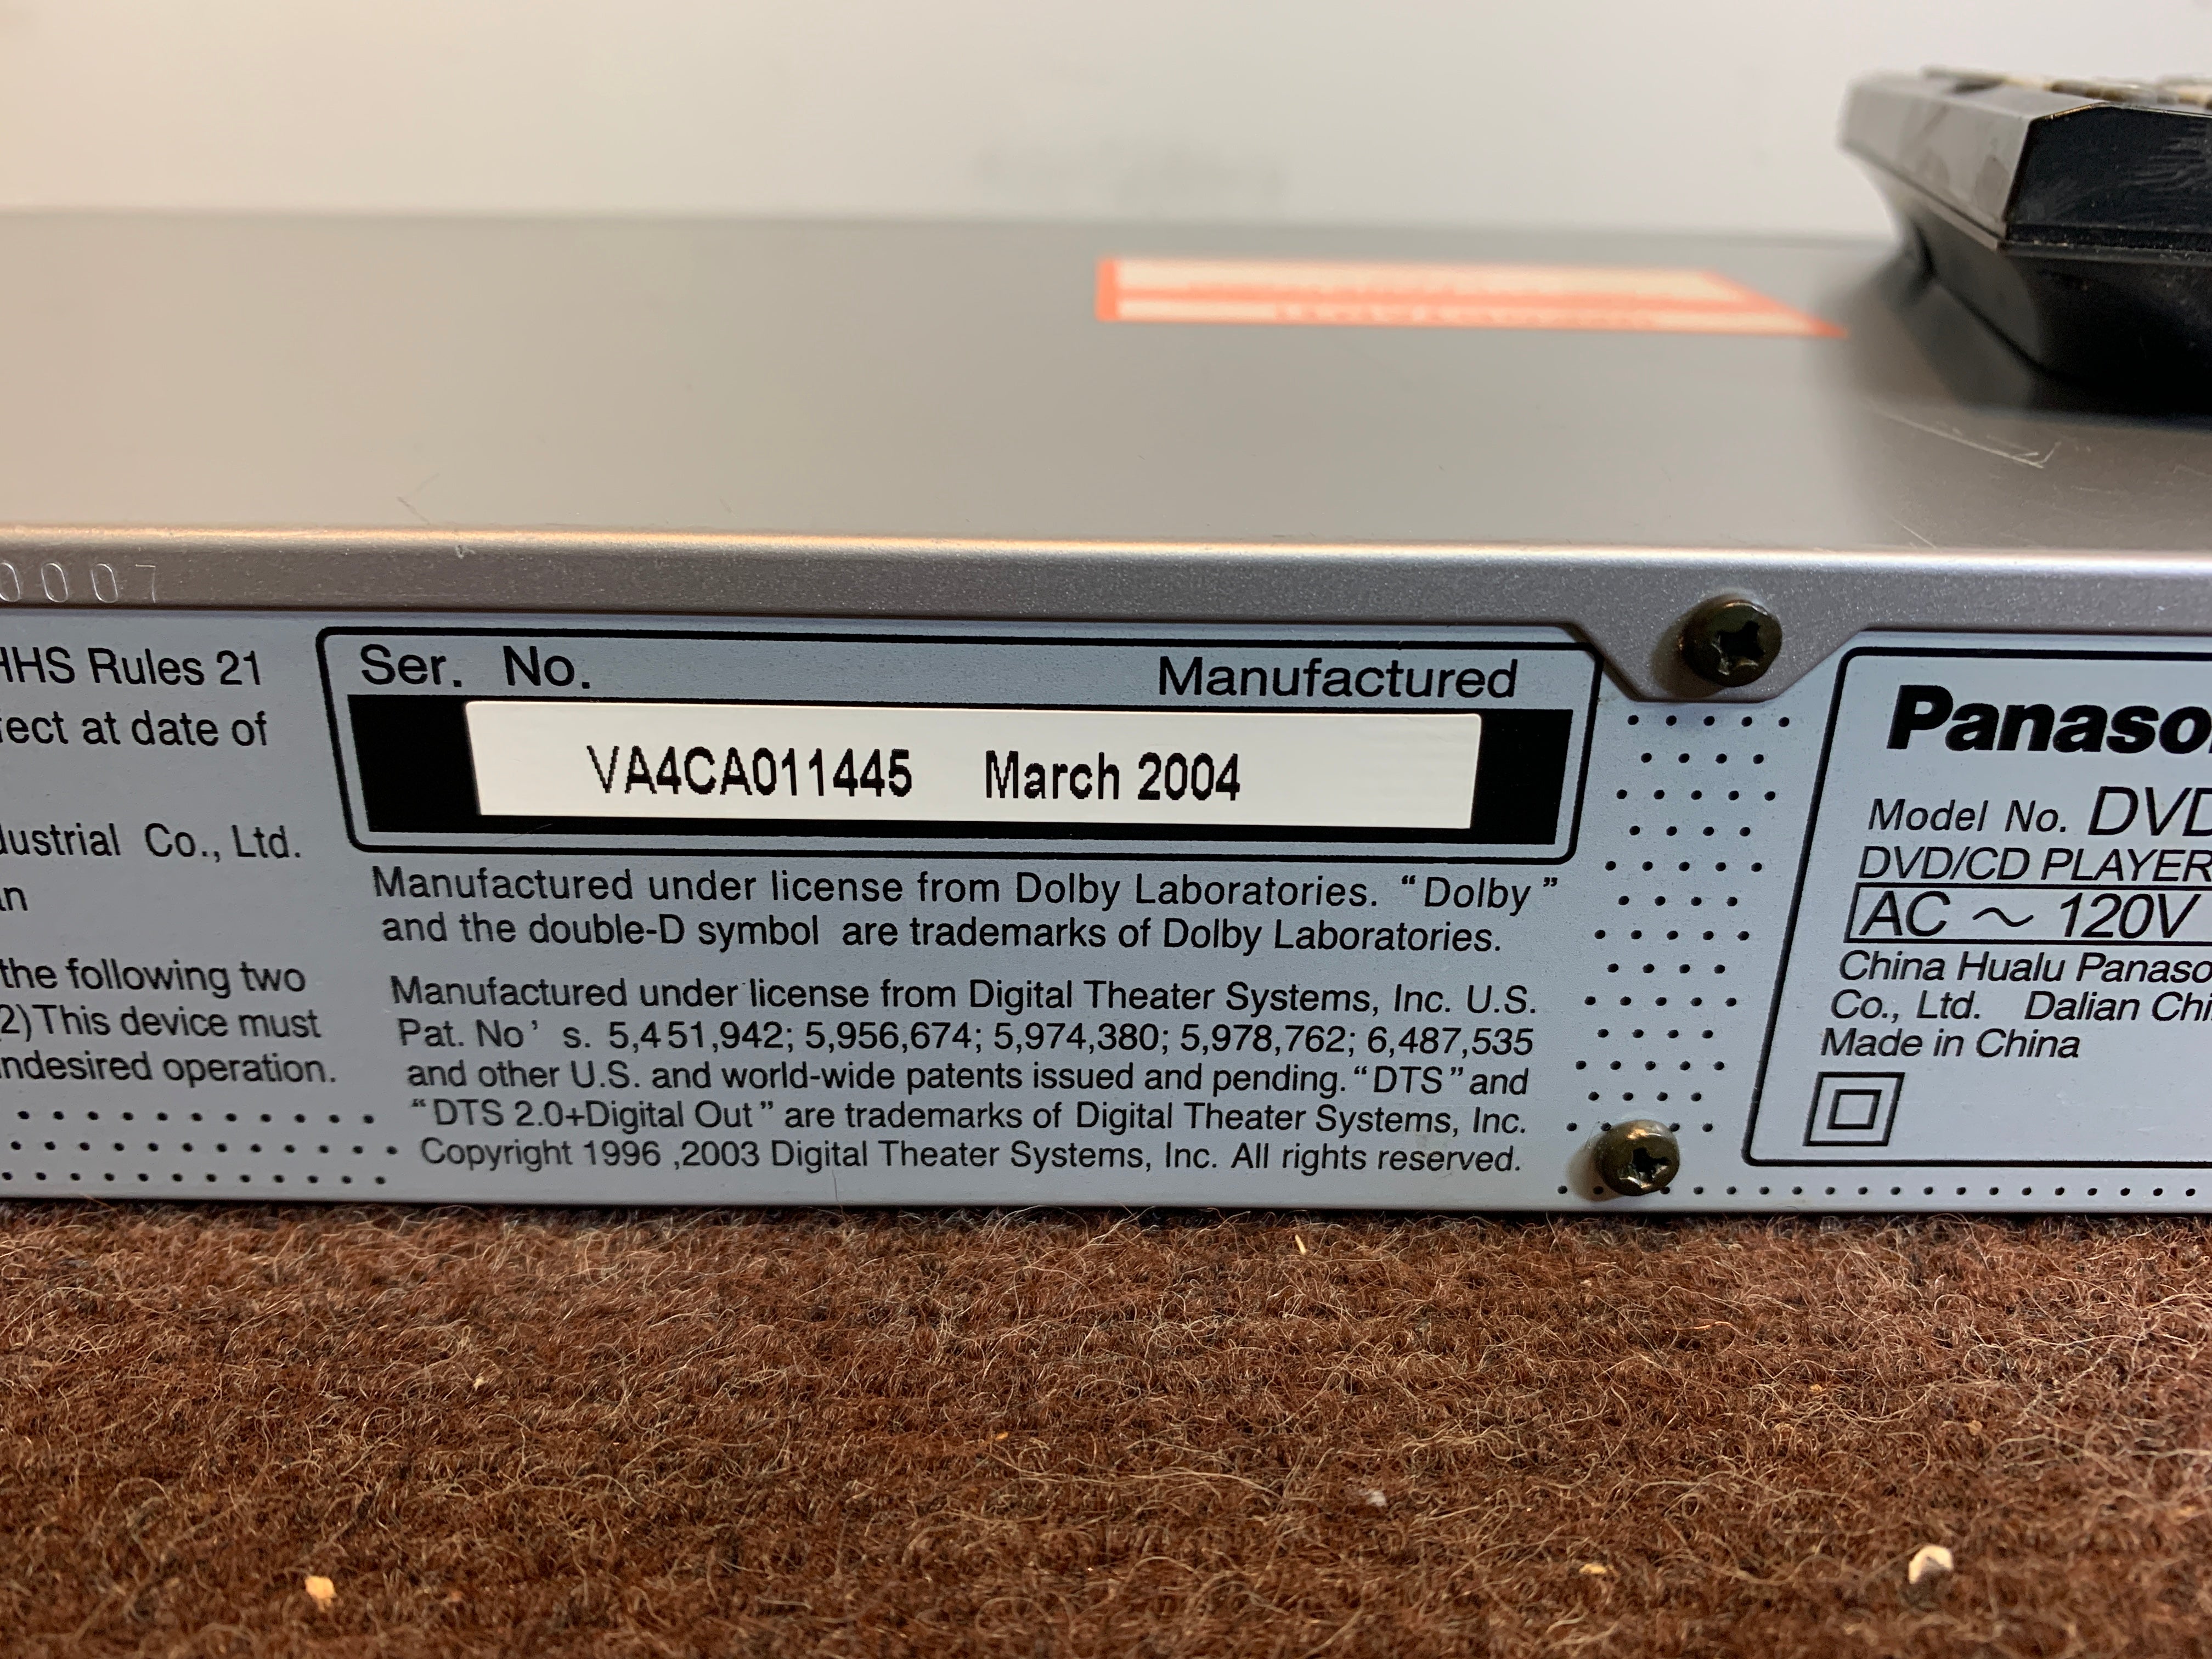 0007
HHS Rules 21
at date of
Co., Ltd.
the following two
2)This device must
operation.
Ser. No. Manufactured
VA4CA011445 March 2004
Manufactured under license from Dolby Laboratories. “Dolby”
and the double-D symbol are trademarks of Dolby Laboratories.
Manufactured under license from Digital Theater Systems, Inc. U.S.
Pat. No's. 5,451,942; 5,956,674; 5,974,380; 5,978,762; 6,487,535
and other U.S. and world-wide patents issued and pending. “DTS” and
“DTS 2.0+Digital Out” are trademarks of Digital Theater Systems, Inc.
Copyright 1996 ,2003 Digital Theater Systems, Inc. All rights reserved.
Panaso
Model No. DVD
DVD/CD PLAYER
AC ~ 120V
China Hualu Panaso
Co., Ltd. Dalian Chi
Made in China